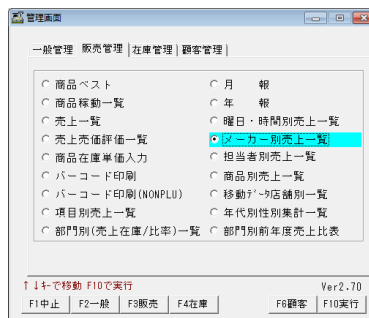 管理画面
一般管理 販売管理 在庫管理 顧客管理
商品ベスト
商品稼動一覧
売上一覧
売上売価評価一覧
商品在庫単価入力
バーコード印刷
バーコード印刷(NONPLU)
項目別売上一覧
部門別(売上在庫/比率)一覧
月 報
年 報
曜日・時間別売上一覧
メーカー別売上一覧
担当者別売上一覧
商品別売上一覧
移動ﾃﾞｰﾀ店舗別一覧
年代別性別集計一覧
部門別前年度売上比表
↑↓ｷｰで移動 F10で実行
Ver2.70
F1中止 F2一般 F3販売 F4在庫 F6顧客 F10実行